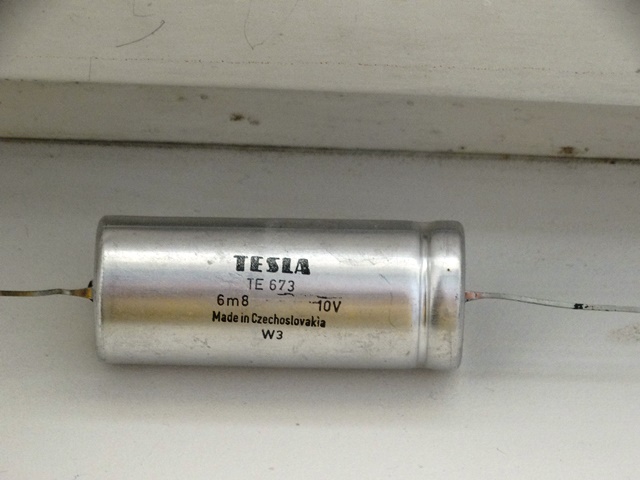 TESLA
TE 673
6m8 10V
Made in Czechoslovakia
W3